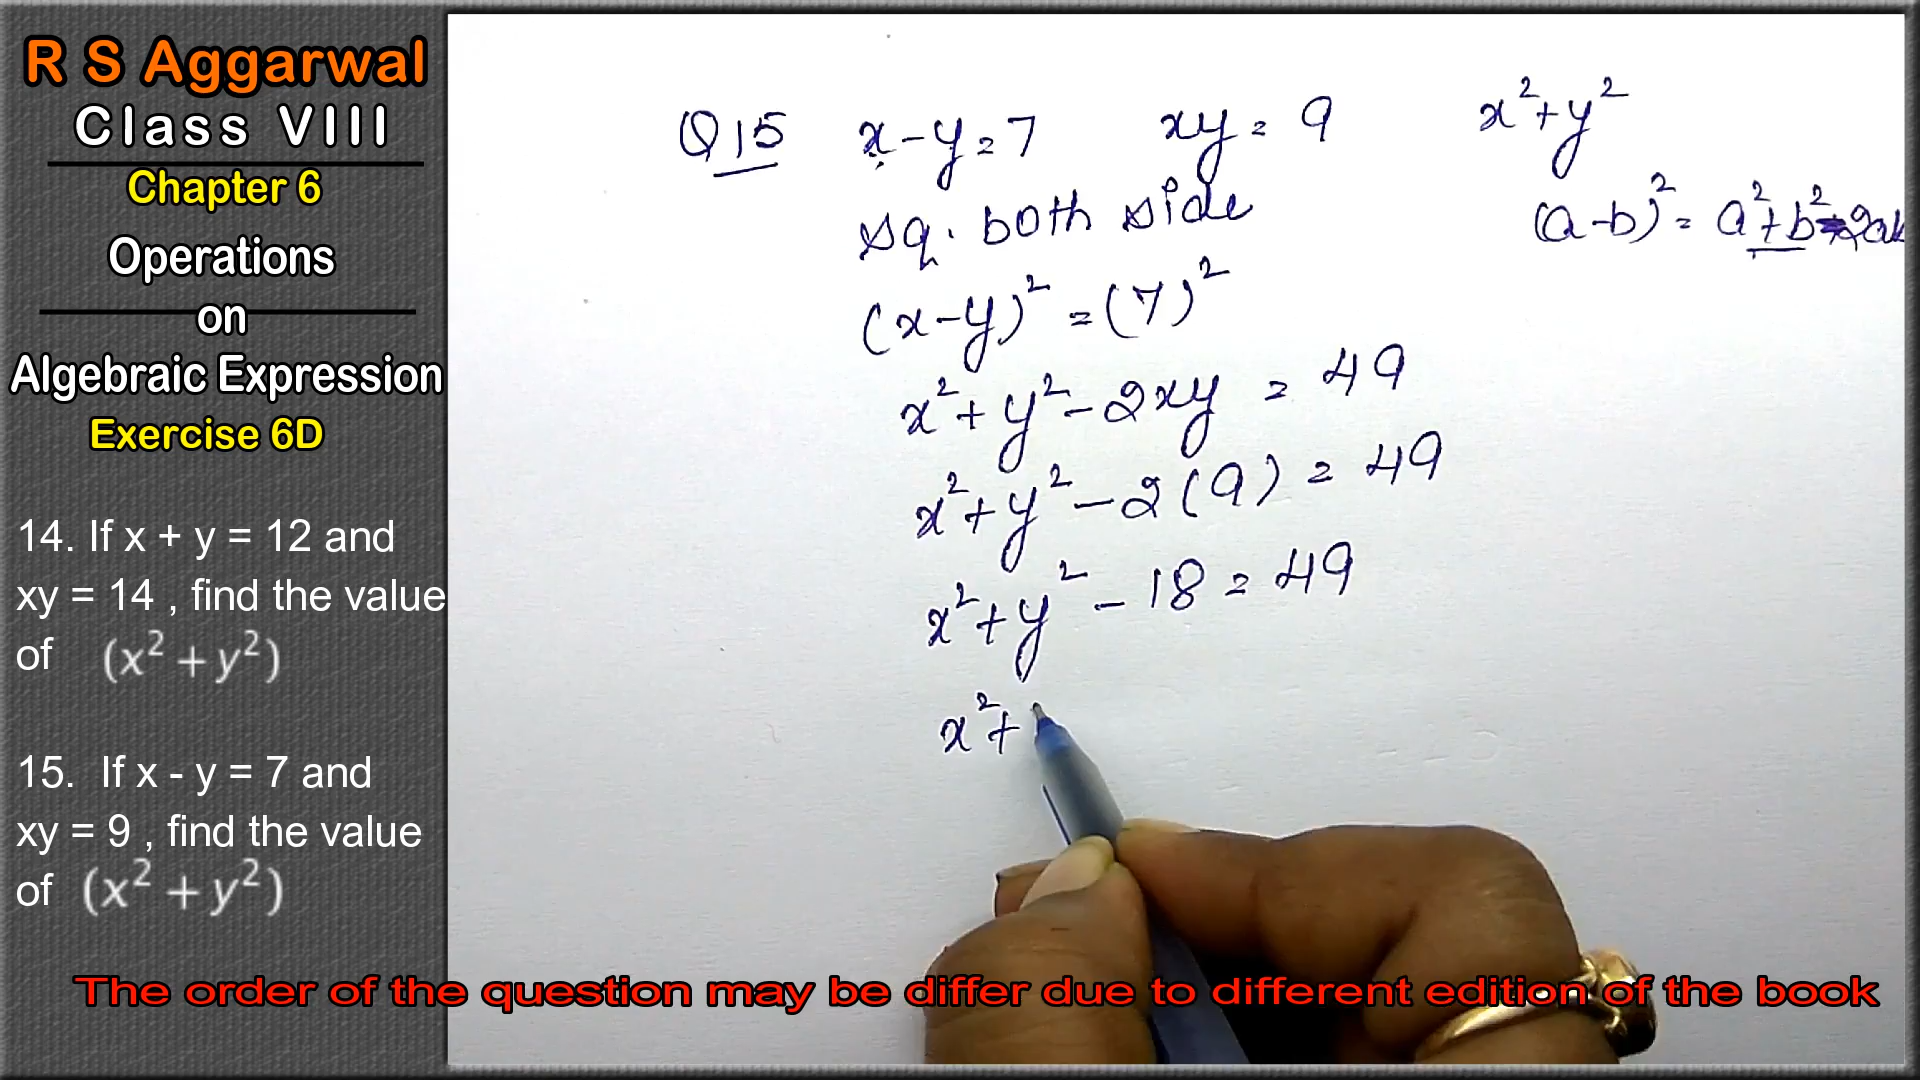 R S Aggarwal
Class VIII
Chapter 6
Operations
on
Algebraic Expression
Exercise 6D
14. If x + y = 12 and
xy = 14 , find the value
of (x² + y²)
15. If x - y = 7 and
xy = 9 , find the value
of (x² + y²)
Q15 x-y=7 xy=9 x²+y²
sq. both side (a-b)²= a²+b²-2ab
(x-y)² = (7)²
x²+y²-2xy = 49
x²+y²-2(9) = 49
x²+y²-18 = 49
x²+
The order of the question may be differ due to different edition of the book